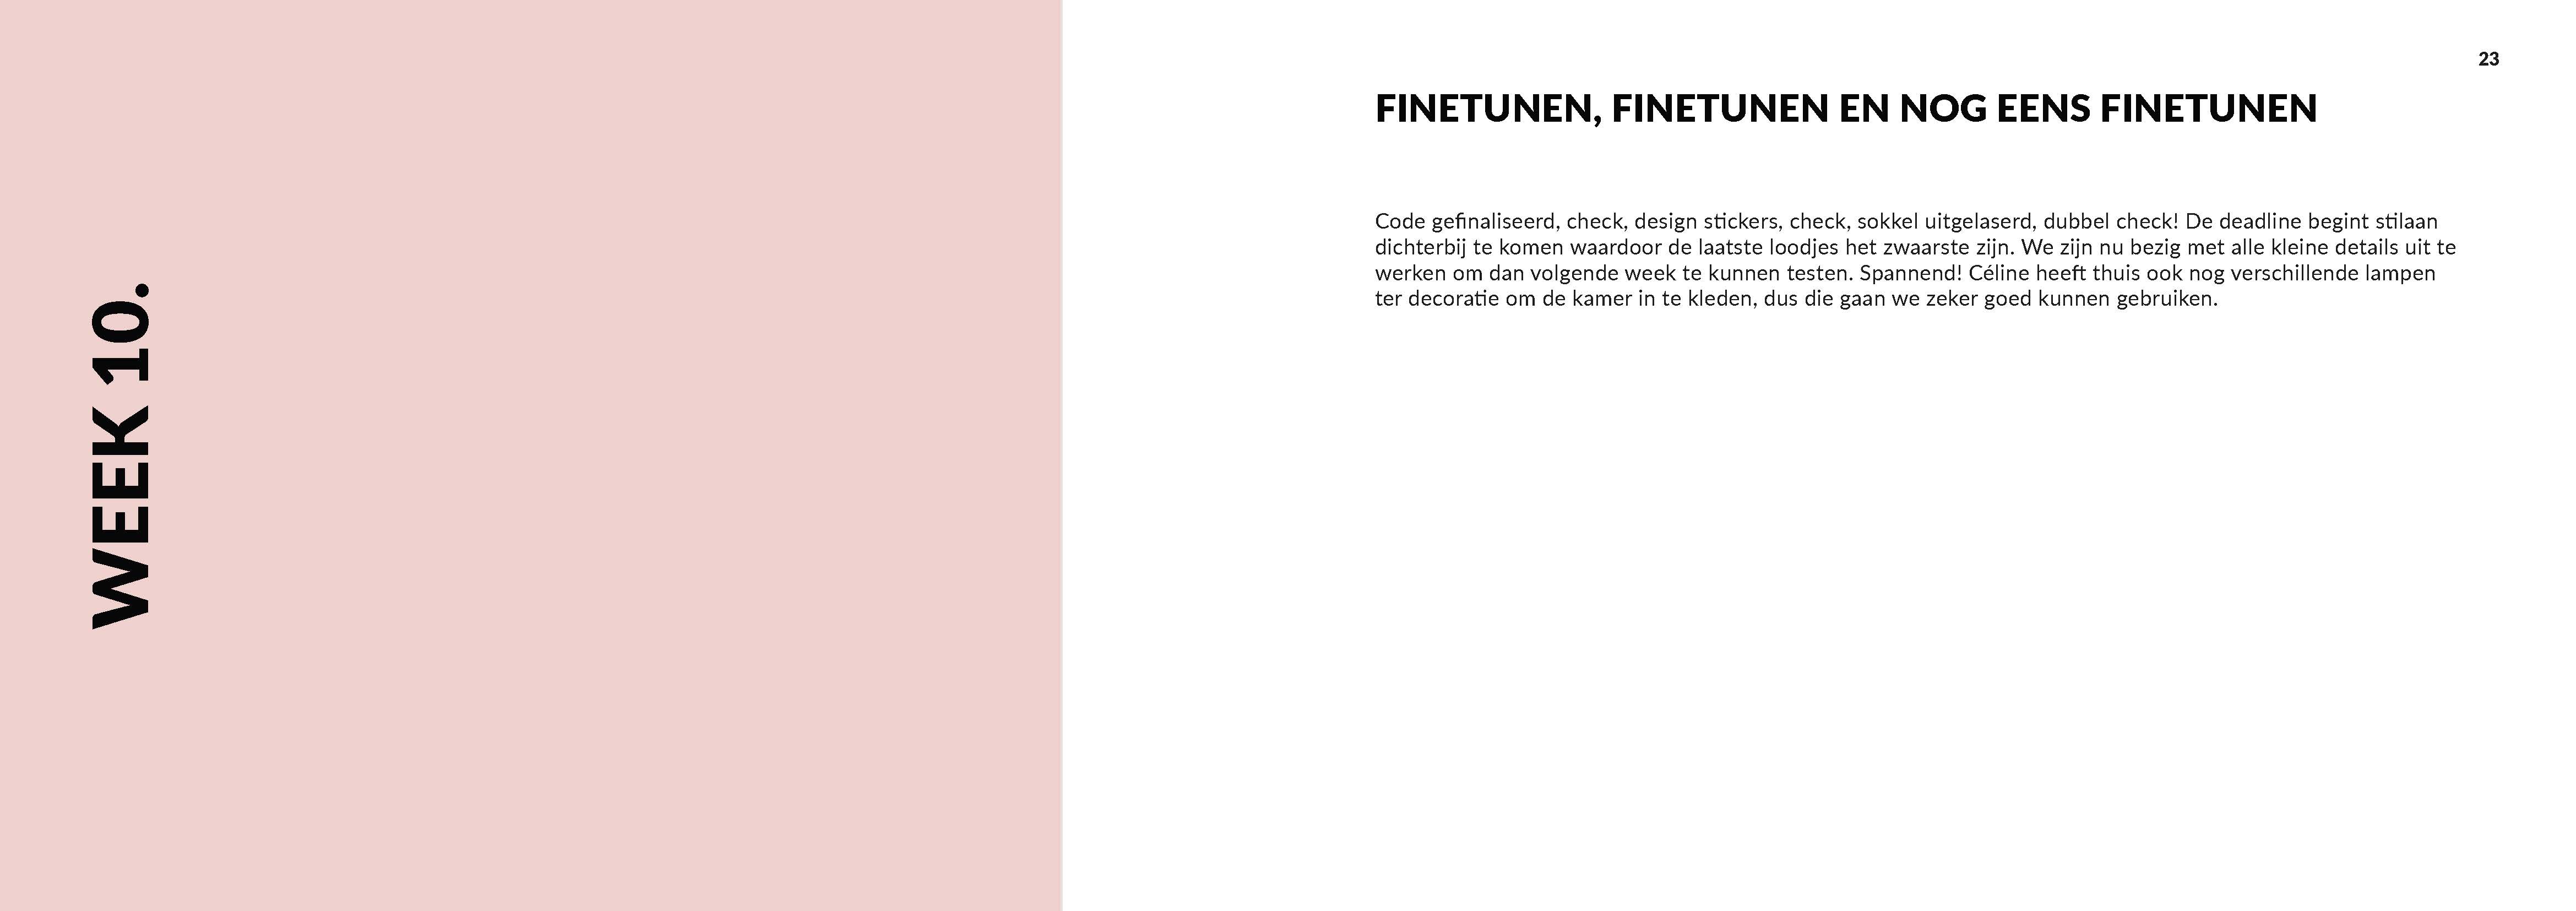 WEEK 10.
23
FINETUNEN, FINETUNEN EN NOG EENS FINETUNEN
Code gefinaliseerd, check, design stickers, check, sokkel uitgelaserd, dubbel check! De deadline begint stilaan
dichterbij te komen waardoor de laatste loodjes het zwaarste zijn. We zijn nu bezig met alle kleine details uit te
werken om dan volgende week te kunnen testen. Spannend! Céline heeft thuis ook nog verschillende lampen
ter decoratie om de kamer in te kleden, dus die gaan we zeker goed kunnen gebruiken.